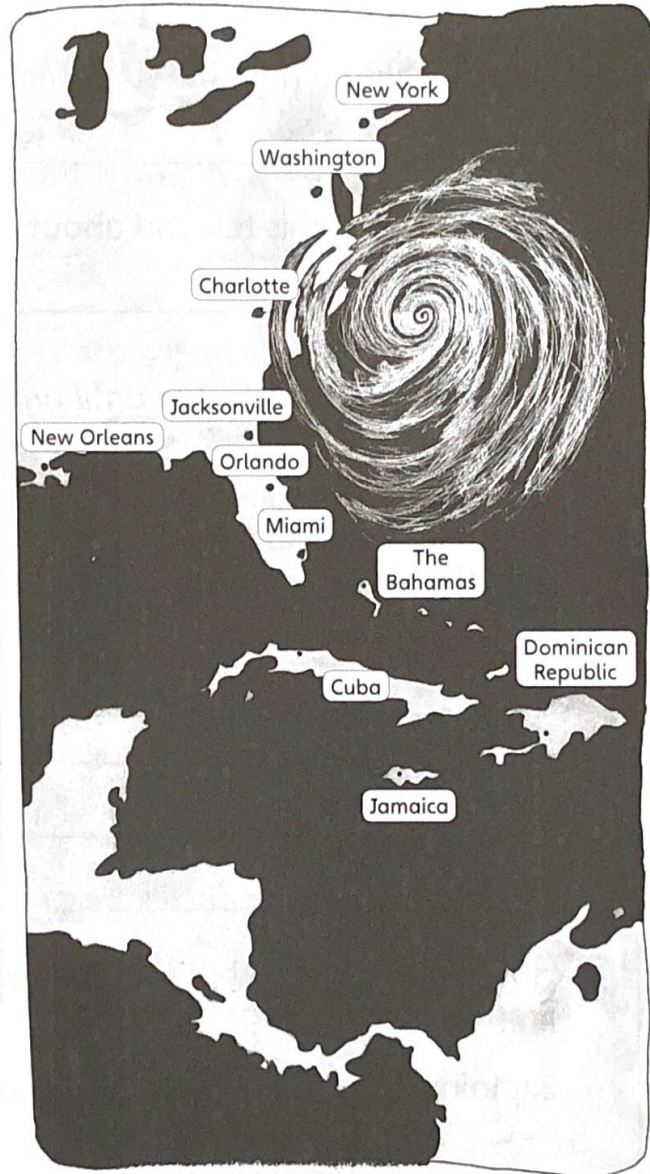 New York
Washington
Charlotte
Jacksonville
New Orleans
Orlando
Miami
The
Bahamas
Dominican
Republic
Cuba
Jamaica